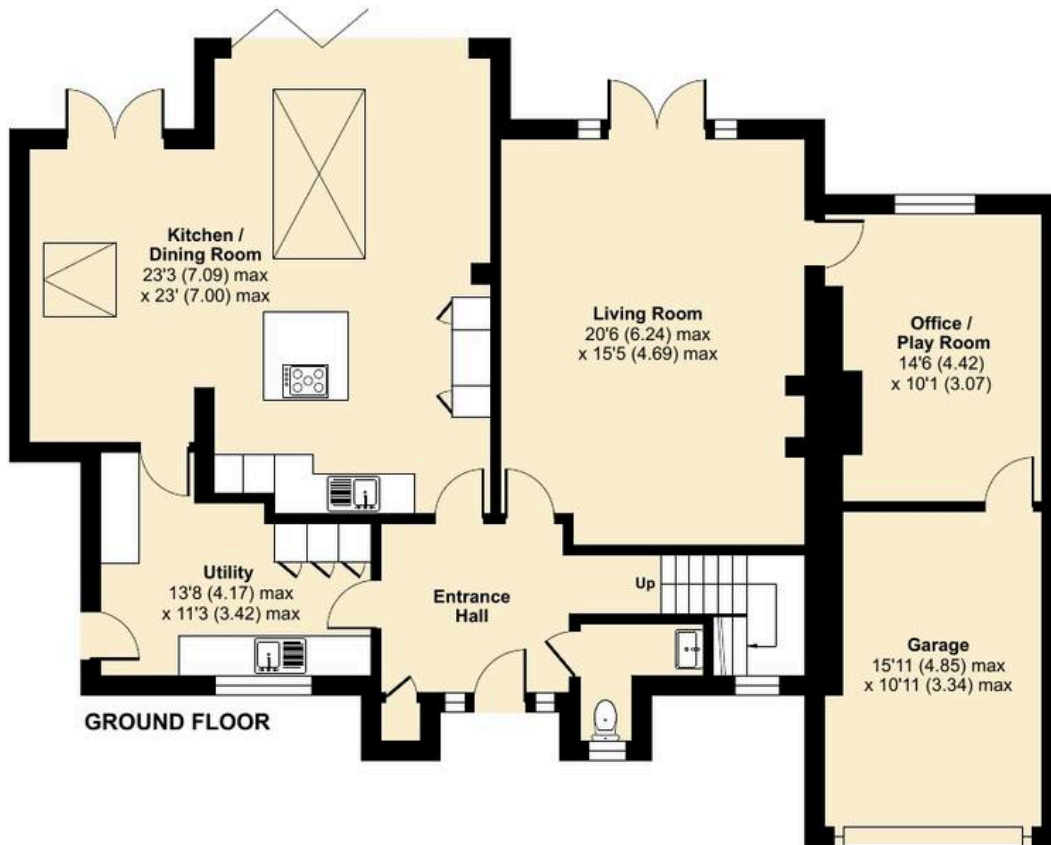 Kitchen /
Dining Room
23'3 (7.09) max
x 23' (7.00) max
Living Room
20'6 (6.24) max
x 15'5 (4.69) max
Office /
Play Room
14'6 (4.42)
x 10'1 (3.07)
Utility
13'8 (4.17) max
x 11'3 (3.42) max
Entrance
Hall
Up
Garage
15'11 (4.85) max
x 10'11 (3.34) max
GROUND FLOOR